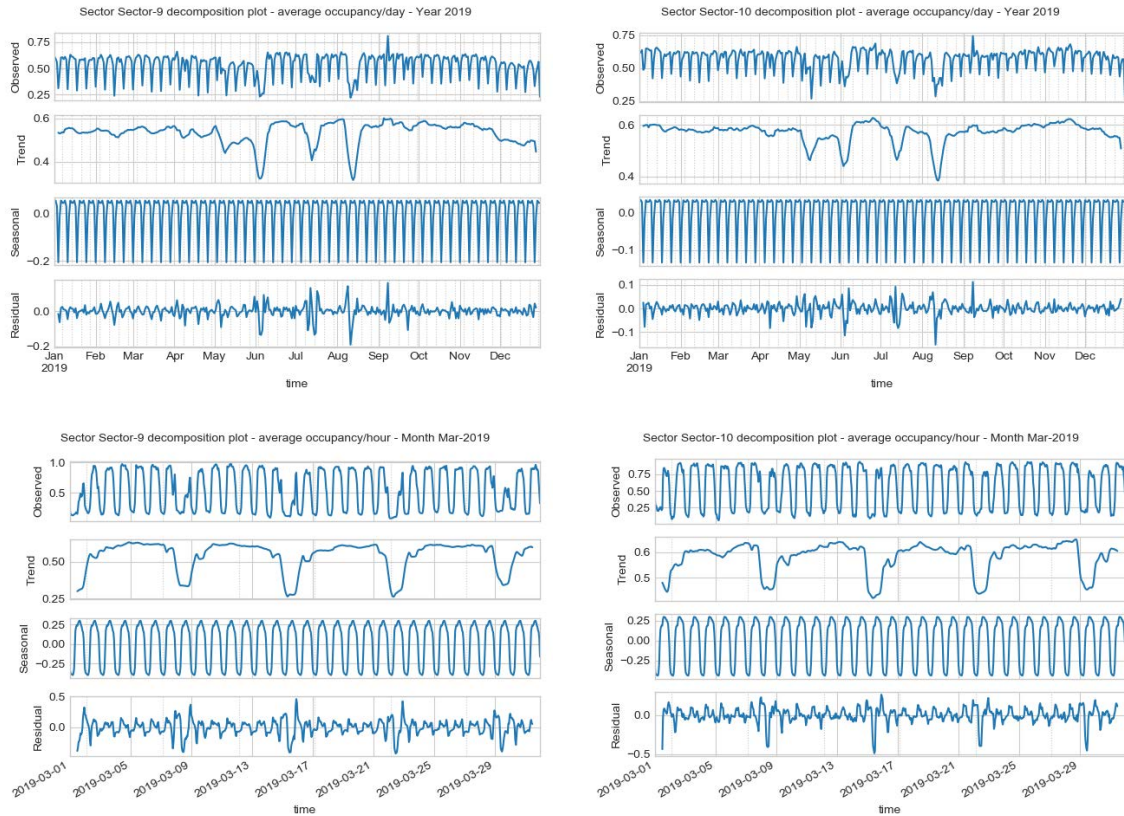 Sector Sector-9 decomposition plot - average occupancy/day - Year 2019
Observed
0.75
0.50
0.25
Trend
0.6
0.4
Seasonal
0.0
−0.2
Residual
0.0
−0.2
Jan Feb Mar Apr May Jun Jul Aug Sep Oct Nov Dec
2019
time
Sector Sector-10 decomposition plot - average occupancy/day - Year 2019
Observed
0.75
0.50
0.25
Trend
0.6
0.4
Seasonal
0.0
−0.1
Residual
0.1
0.0
−0.1
Jan Feb Mar Apr May Jun Jul Aug Sep Oct Nov Dec
2019
time
Sector Sector-9 decomposition plot - average occupancy/hour - Month Mar-2019
Observed
1.0
0.5
Trend
0.50
0.25
Seasonal
0.25
0.00
−0.25
Residual
0.5
0.0
2019-03-01 2019-03-05 2019-03-09 2019-03-13 2019-03-17 2019-03-21 2019-03-25 2019-03-29
time
Sector Sector-10 decomposition plot - average occupancy/hour - Month Mar-2019
Observed
0.75
0.50
0.25
Trend
0.6
0.5
Seasonal
0.25
0.00
−0.25
Residual
0.0
−0.5
2019-03-01 2019-03-05 2019-03-09 2019-03-13 2019-03-17 2019-03-21 2019-03-25 2019-03-29
time